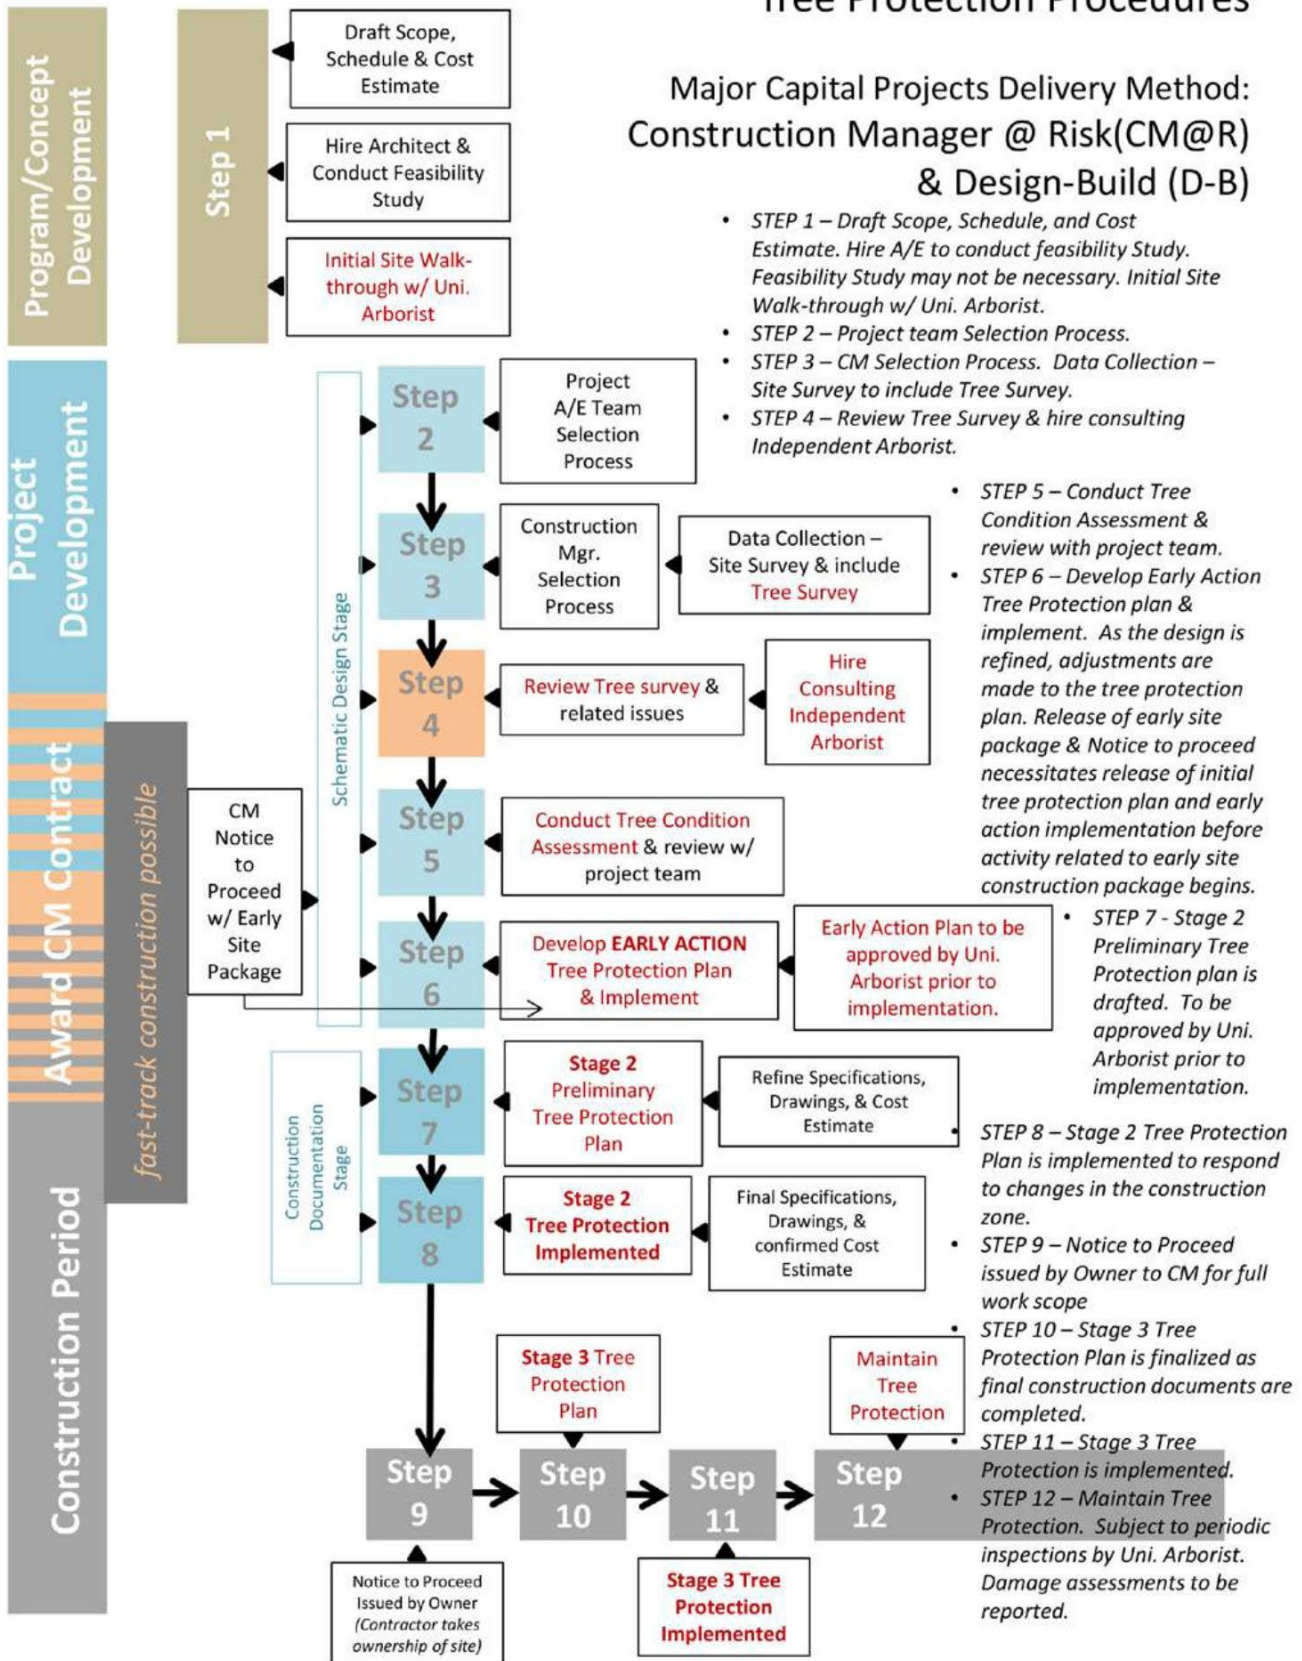 Tree Protection Procedures
Major Capital Projects Delivery Method:
Construction Manager @ Risk(CM@R)
& Design-Build (D-B)
Program/Concept
Development
Step 1
Draft Scope,
Schedule & Cost
Estimate
Hire Architect &
Conduct Feasibility
Study
Initial Site Walk-
through w/ Uni.
Arborist
• STEP 1 – Draft Scope, Schedule, and Cost
Estimate. Hire A/E to conduct feasibility Study.
Feasibility Study may not be necessary. Initial Site
Walk-through w/ Uni. Arborist.
• STEP 2 – Project team Selection Process.
• STEP 3 – CM Selection Process. Data Collection –
Site Survey to include Tree Survey.
• STEP 4 – Review Tree Survey & hire consulting
Independent Arborist.
• STEP 5 – Conduct Tree
Condition Assessment &
review with project team.
• STEP 6 – Develop Early Action
Tree Protection plan &
implement. As the design is
refined, adjustments are
made to the tree protection
plan. Release of early site
package & Notice to proceed
necessitates release of initial
tree protection plan and early
action implementation before
activity related to early site
construction package begins.
• STEP 7 - Stage 2
Preliminary Tree
Protection plan is
drafted. To be
approved by Uni.
Arborist prior to
implementation.
• STEP 8 – Stage 2 Tree Protection
Plan is implemented to respond
to changes in the construction
zone.
• STEP 9 – Notice to Proceed
issued by Owner to CM for full
work scope
• STEP 10 – Stage 3 Tree
Protection Plan is finalized as
final construction documents are
completed.
• STEP 11 – Stage 3 Tree
Protection is implemented.
• STEP 12 – Maintain Tree
Protection. Subject to periodic
inspections by Uni. Arborist.
Damage assessments to be
reported.
Project
Development
Award CM Contract
Construction Period
fast-track construction possible
CM
Notice
to
Proceed
w/ Early
Site
Package
Schematic Design Stage
Step
2
Project
A/E Team
Selection
Process
Step
3
Construction
Mgr.
Selection
Process
Data Collection –
Site Survey & include
Tree Survey
Step
4
Review Tree survey &
related issues
Hire
Consulting
Independent
Arborist
Step
5
Conduct Tree Condition
Assessment & review w/
project team
Step
6
Develop EARLY ACTION
Tree Protection Plan
& Implement
Early Action Plan to be
approved by Uni.
Arborist prior to
implementation.
Construction
Documentation
Stage
Step
7
Stage 2
Preliminary
Tree Protection
Plan
Refine Specifications,
Drawings, & Cost
Estimate
Step
8
Stage 2
Tree Protection
Implemented
Final Specifications,
Drawings, &
confirmed Cost
Estimate
Stage 3 Tree
Protection
Plan
Maintain
Tree
Protection
Step
9
Step
10
Step
11
Step
12
Notice to Proceed
Issued by Owner
(Contractor takes
ownership of site)
Stage 3 Tree
Protection
Implemented